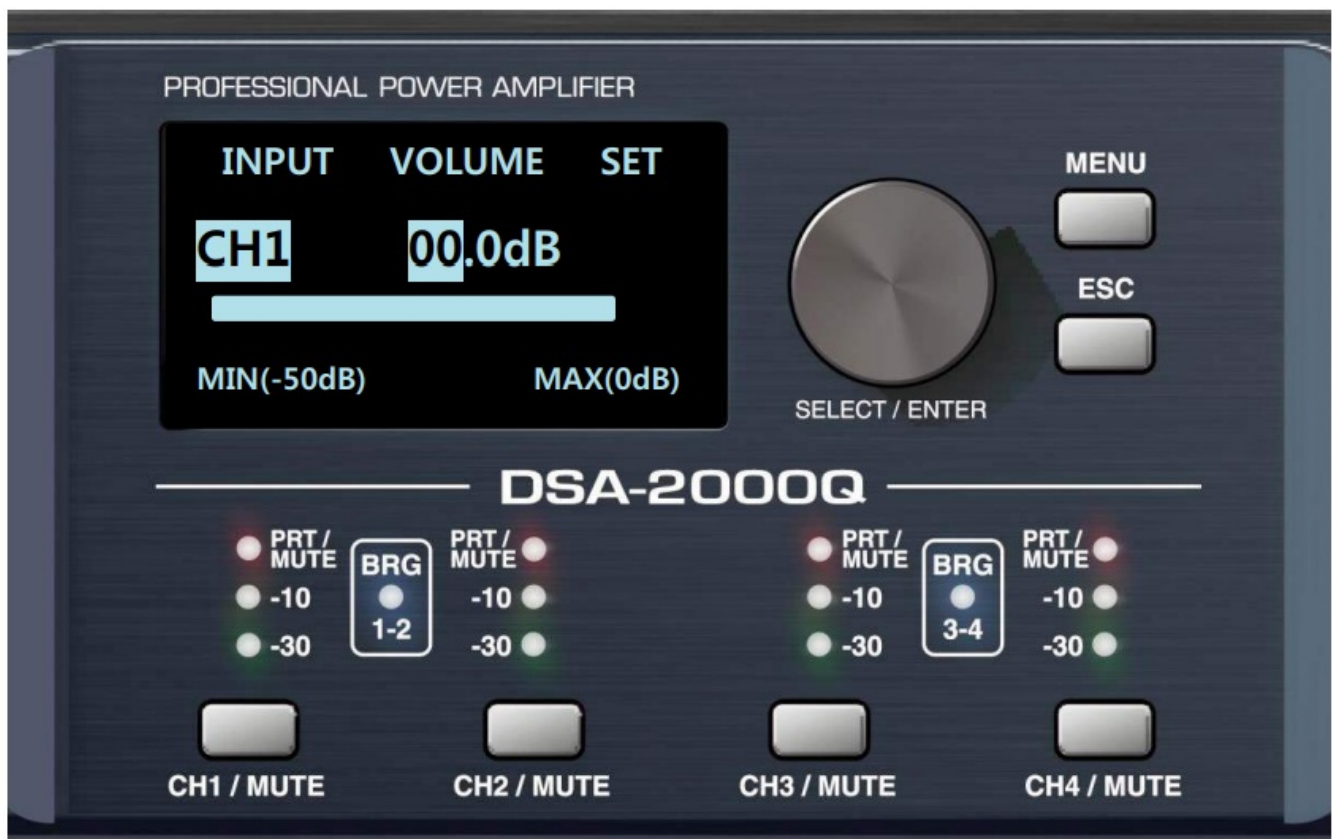 PROFESSIONAL POWER AMPLIFIER
INPUT VOLUME SET
CH1 00.0dB
MIN(-50dB) MAX(0dB)
MENU
ESC
SELECT / ENTER
DSA-2000Q
PRT / MUTE
-10
-30
BRG
1-2
PRT / MUTE
-10
-30
PRT / MUTE
-10
-30
BRG
3-4
PRT / MUTE
-10
-30
CH1 / MUTE CH2 / MUTE CH3 / MUTE CH4 / MUTE